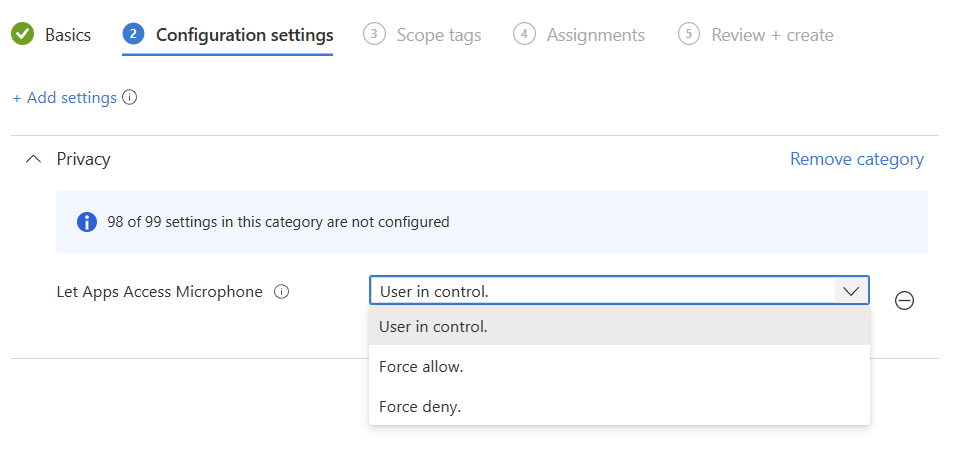 Basics 2 Configuration settings 3 Scope tags 4 Assignments 5 Review + create
+ Add settings
Privacy Remove category
98 of 99 settings in this category are not configured
Let Apps Access Microphone User in control.
User in control.
Force allow.
Force deny.